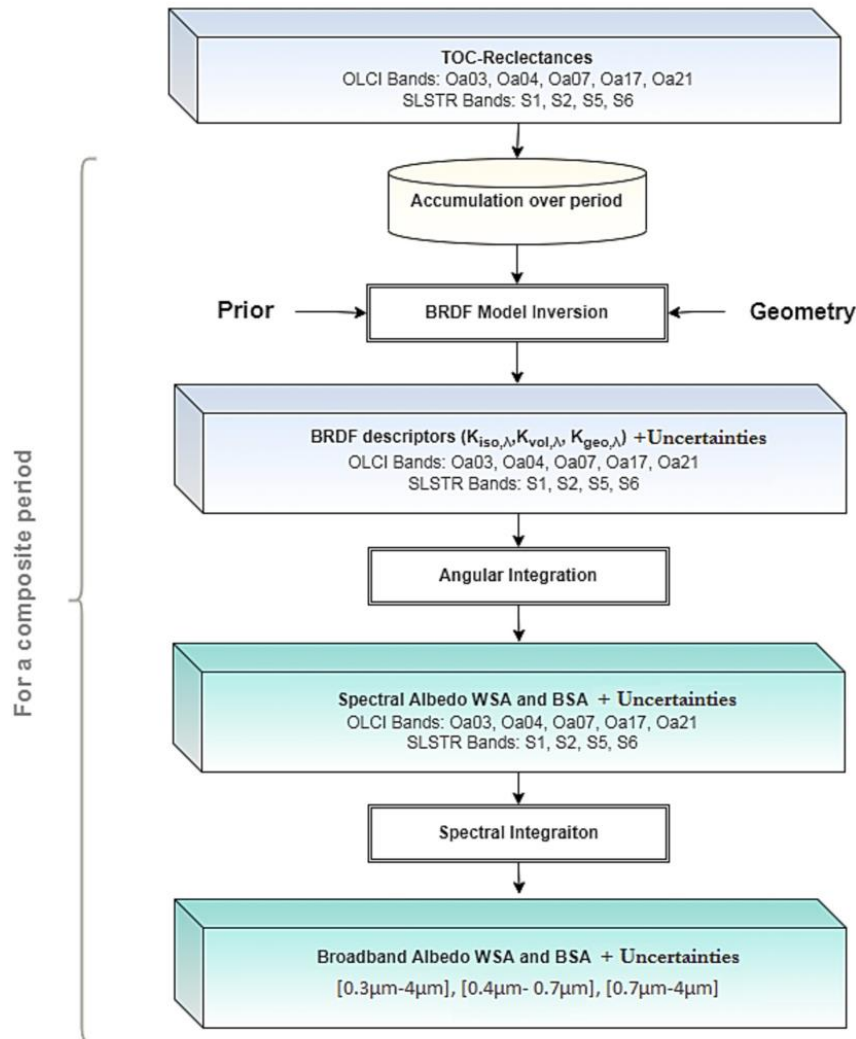 TOC-Reclectances
OLCI Bands: Oa03, Oa04, Oa07, Oa17, Oa21
SLSTR Bands: S1, S2, S5, S6
Accumulation over period
Prior
BRDF Model Inversion
Geometry
BRDF descriptors (K_iso,Λ, K_vol,Λ, K_geo,Λ) +Uncertainties
OLCI Bands: Oa03, Oa04, Oa07, Oa17, Oa21
SLSTR Bands: S1, S2, S5, S6
Angular Integration
For a composite period
Spectral Albedo WSA and BSA + Uncertainties
OLCI Bands: Oa03, Oa04, Oa07, Oa17, Oa21
SLSTR Bands: S1, S2, S5, S6
Spectral Integraiton
Broadband Albedo WSA and BSA + Uncertainties
[0.3µm-4µm], [0.4µm- 0.7µm], [0.7µm-4µm]